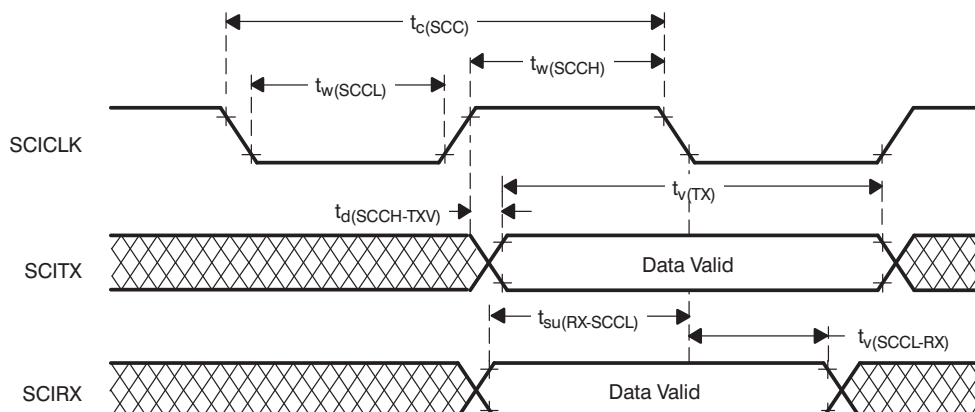 tc(SCC)
tw(SCCH)
tw(SCCL)
SCICLK
tv(TX)
td(SCCH-TXV)
SCITX
Data Valid
tsu(RX-SCCL)
tv(SCCL-RX)
SCIRX
Data Valid